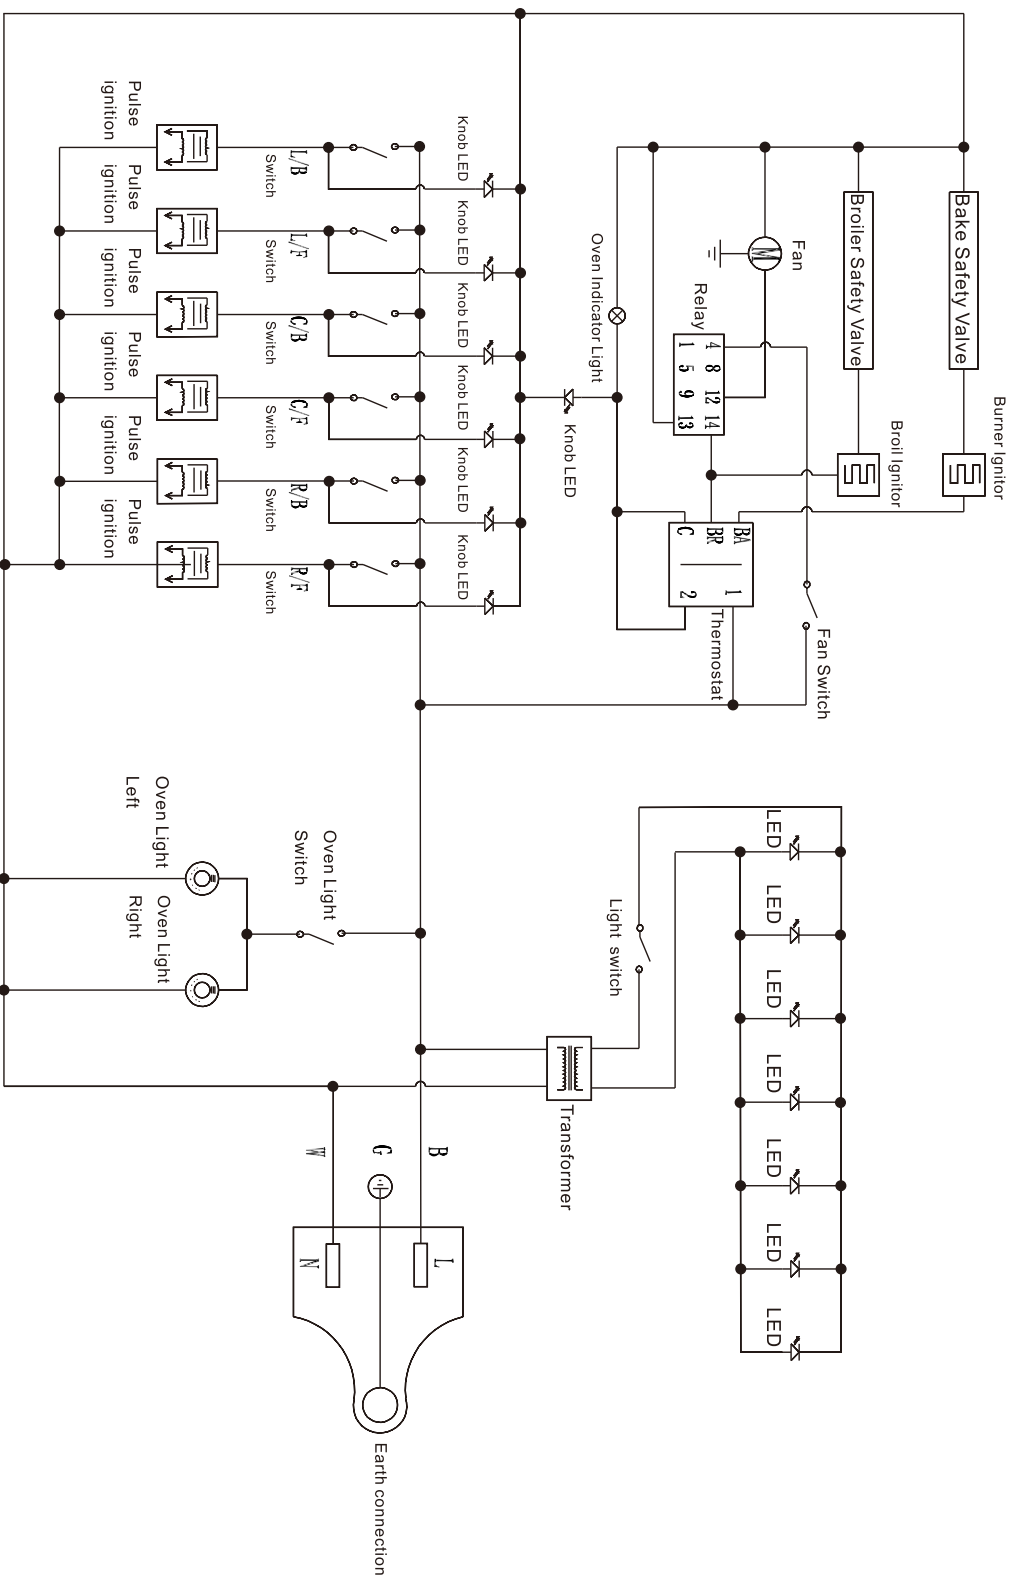 Burner Ignitor
Bake Safety Valve
Broil Ignitor
Broiler Safety Valve
Fan Switch
Fan
M
LED
LED
LED
LED
LED
LED
LED
BA 1
BR
C 2
Thermostat
Relay
4 8 12 14
1 5 9 13
Light switch
Oven Indicator Light
Knob LED
Transformer
Knob LED
Knob LED
Knob LED
Knob LED
Knob LED
Knob LED
B
L
G
Earth connection
W
N
Oven Light
Switch
L/B
Switch
L/F
Switch
C/B
Switch
C/F
Switch
R/B
Switch
R/F
Switch
Oven Light
Left
Oven Light
Right
Pulse
ignition
Pulse
ignition
Pulse
ignition
Pulse
ignition
Pulse
ignition
Pulse
ignition